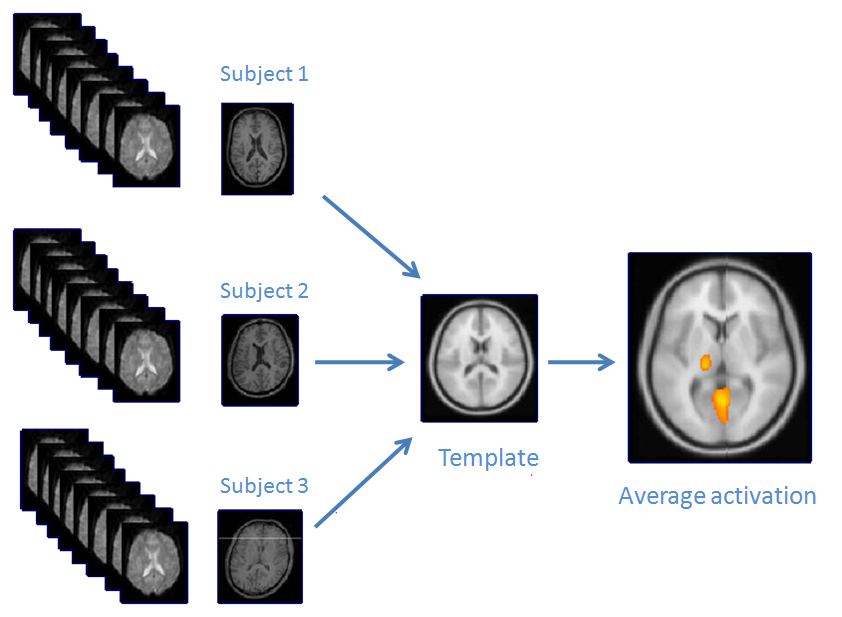 Subject 1
Subject 2
Subject 3
Template
Average activation